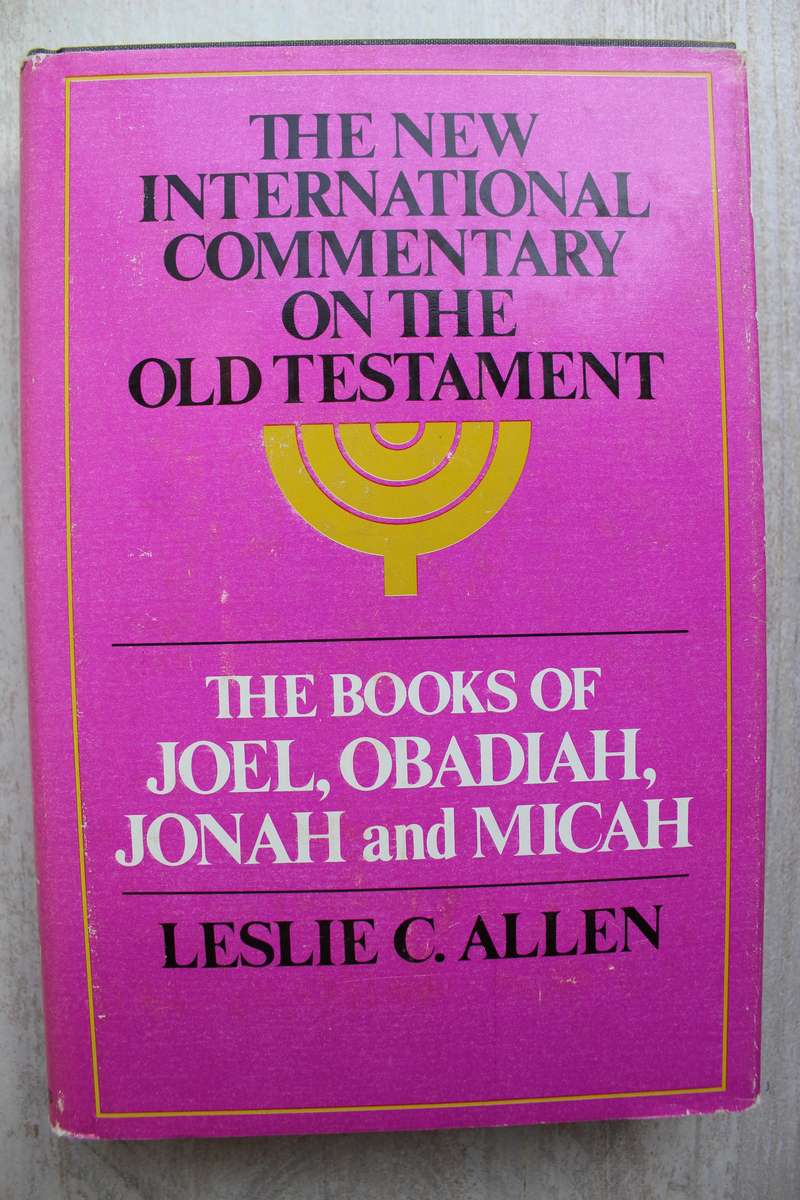 THE NEW
INTERNATIONAL
COMMENTARY
ON THE
OLD TESTAMENT
THE BOOKS OF
JOEL, OBADIAH,
JONAH and MICAH
LESLIE C. ALLEN